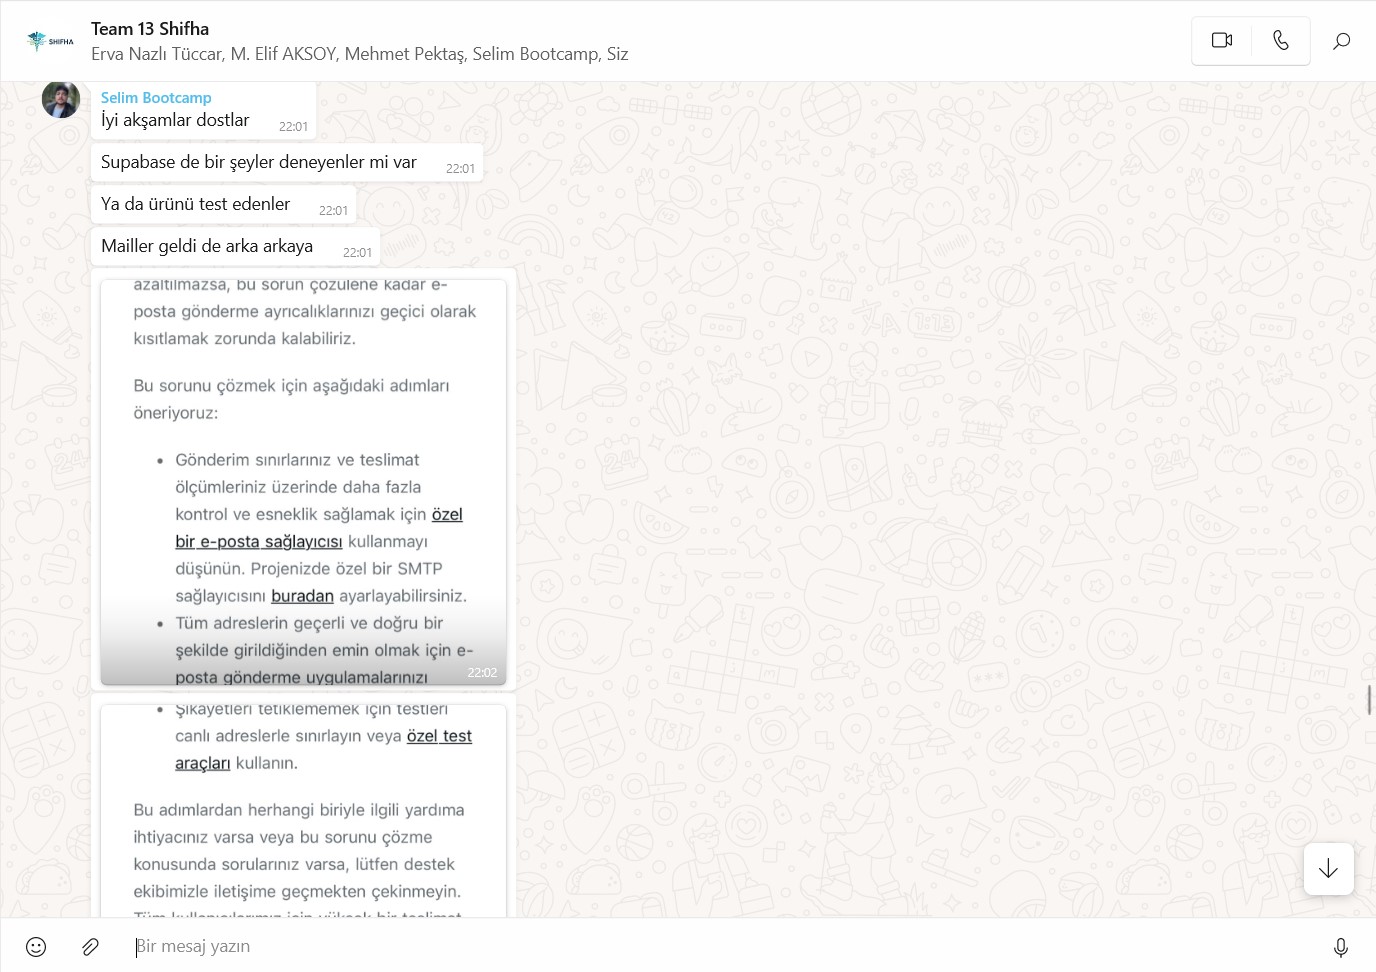 SHIFHA
Team 13 Shifha
Erva Nazlı Tüccar, M. Elif AKSOY, Mehmet Pektaş, Selim Bootcamp, Siz
Selim Bootcamp
İyi akşamlar dostlar 22:01
Supabase de bir şeyler deneyenler mi var 22:01
Ya da ürünü test edenler 22:01
Mailler geldi de arka arkaya 22:01
azaltılmazsa, bu sorun çözülene kadar e-
posta gönderme ayrıcalıklarınızı geçici olarak
kısıtlamak zorunda kalabiliriz.
Bu sorunu çözmek için aşağıdaki adımları
öneriyoruz:
• Gönderim sınırlarınız ve teslimat
ölçümleriniz üzerinde daha fazla
kontrol ve esneklik sağlamak için özel
bir e-posta sağlayıcısı kullanmayı
düşünün. Projenizde özel bir SMTP
sağlayıcısını buradan ayarlayabilirsiniz.
• Tüm adreslerin geçerli ve doğru bir
şekilde girildiğinden emin olmak için e-
posta gönderme uygulamalarınızı
22:02
• Şikayetleri tetiklememek için testleri
canlı adreslerle sınırlayın veya özel test
araçları kullanın.
Bu adımlardan herhangi biriyle ilgili yardıma
ihtiyacınız varsa veya bu sorunu çözme
konusunda sorularınız varsa, lütfen destek
ekibimizle iletişime geçmekten çekinmeyin.
Tüm kullanıcılarımız için yüksek bir teslimat
Bir mesaj yazın